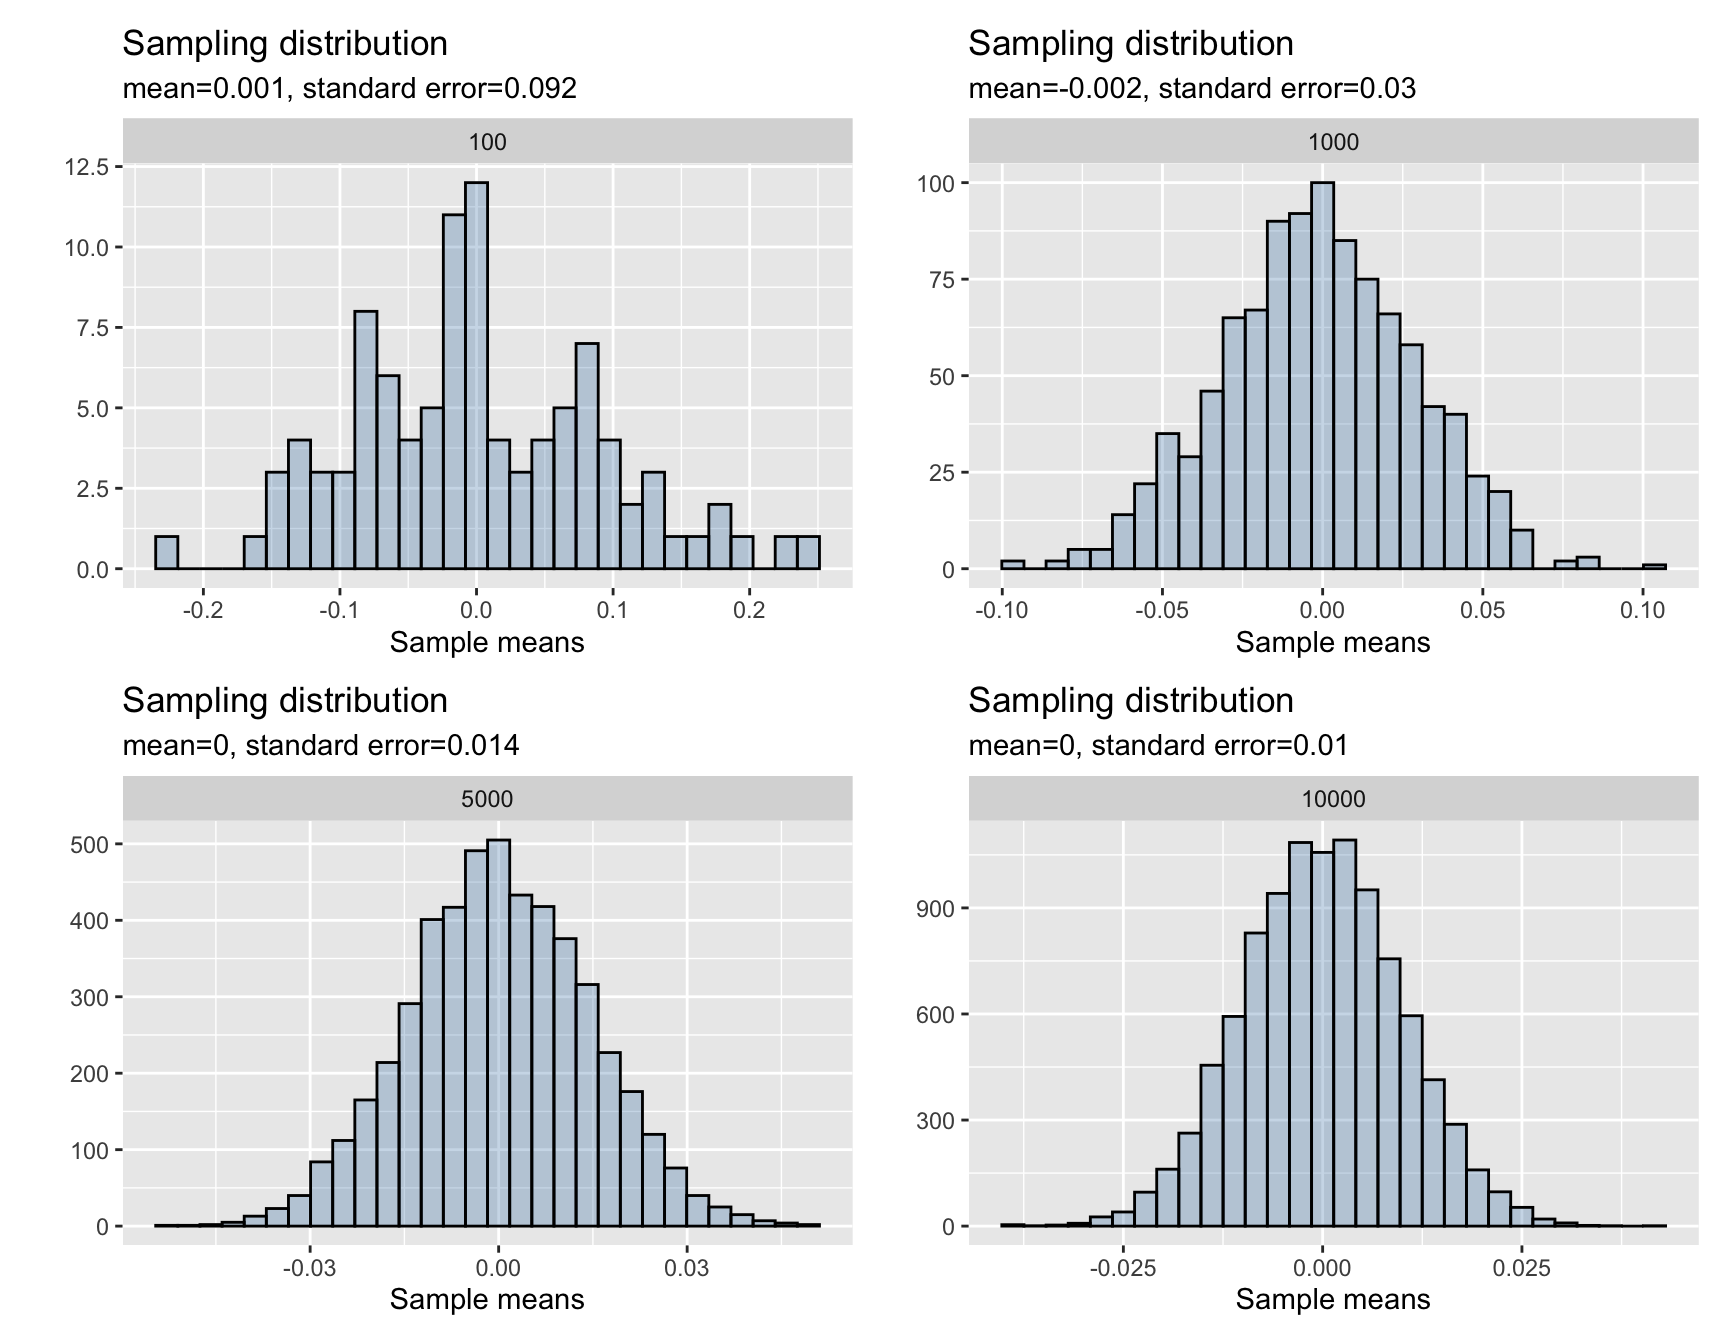 Sampling distribution
mean=0.001, standard error=0.092
100
12.5
10.0
7.5
5.0
2.5
0.0
-0.2 -0.1 0.0 0.1 0.2
Sample means
Sampling distribution
mean=-0.002, standard error=0.03
1000
100
75
50
25
0
-0.10 -0.05 0.00 0.05 0.10
Sample means
Sampling distribution
mean=0, standard error=0.014
5000
500
400
300
200
100
0
-0.03 0.00 0.03
Sample means
Sampling distribution
mean=0, standard error=0.01
10000
900
600
300
0
-0.025 0.000 0.025
Sample means